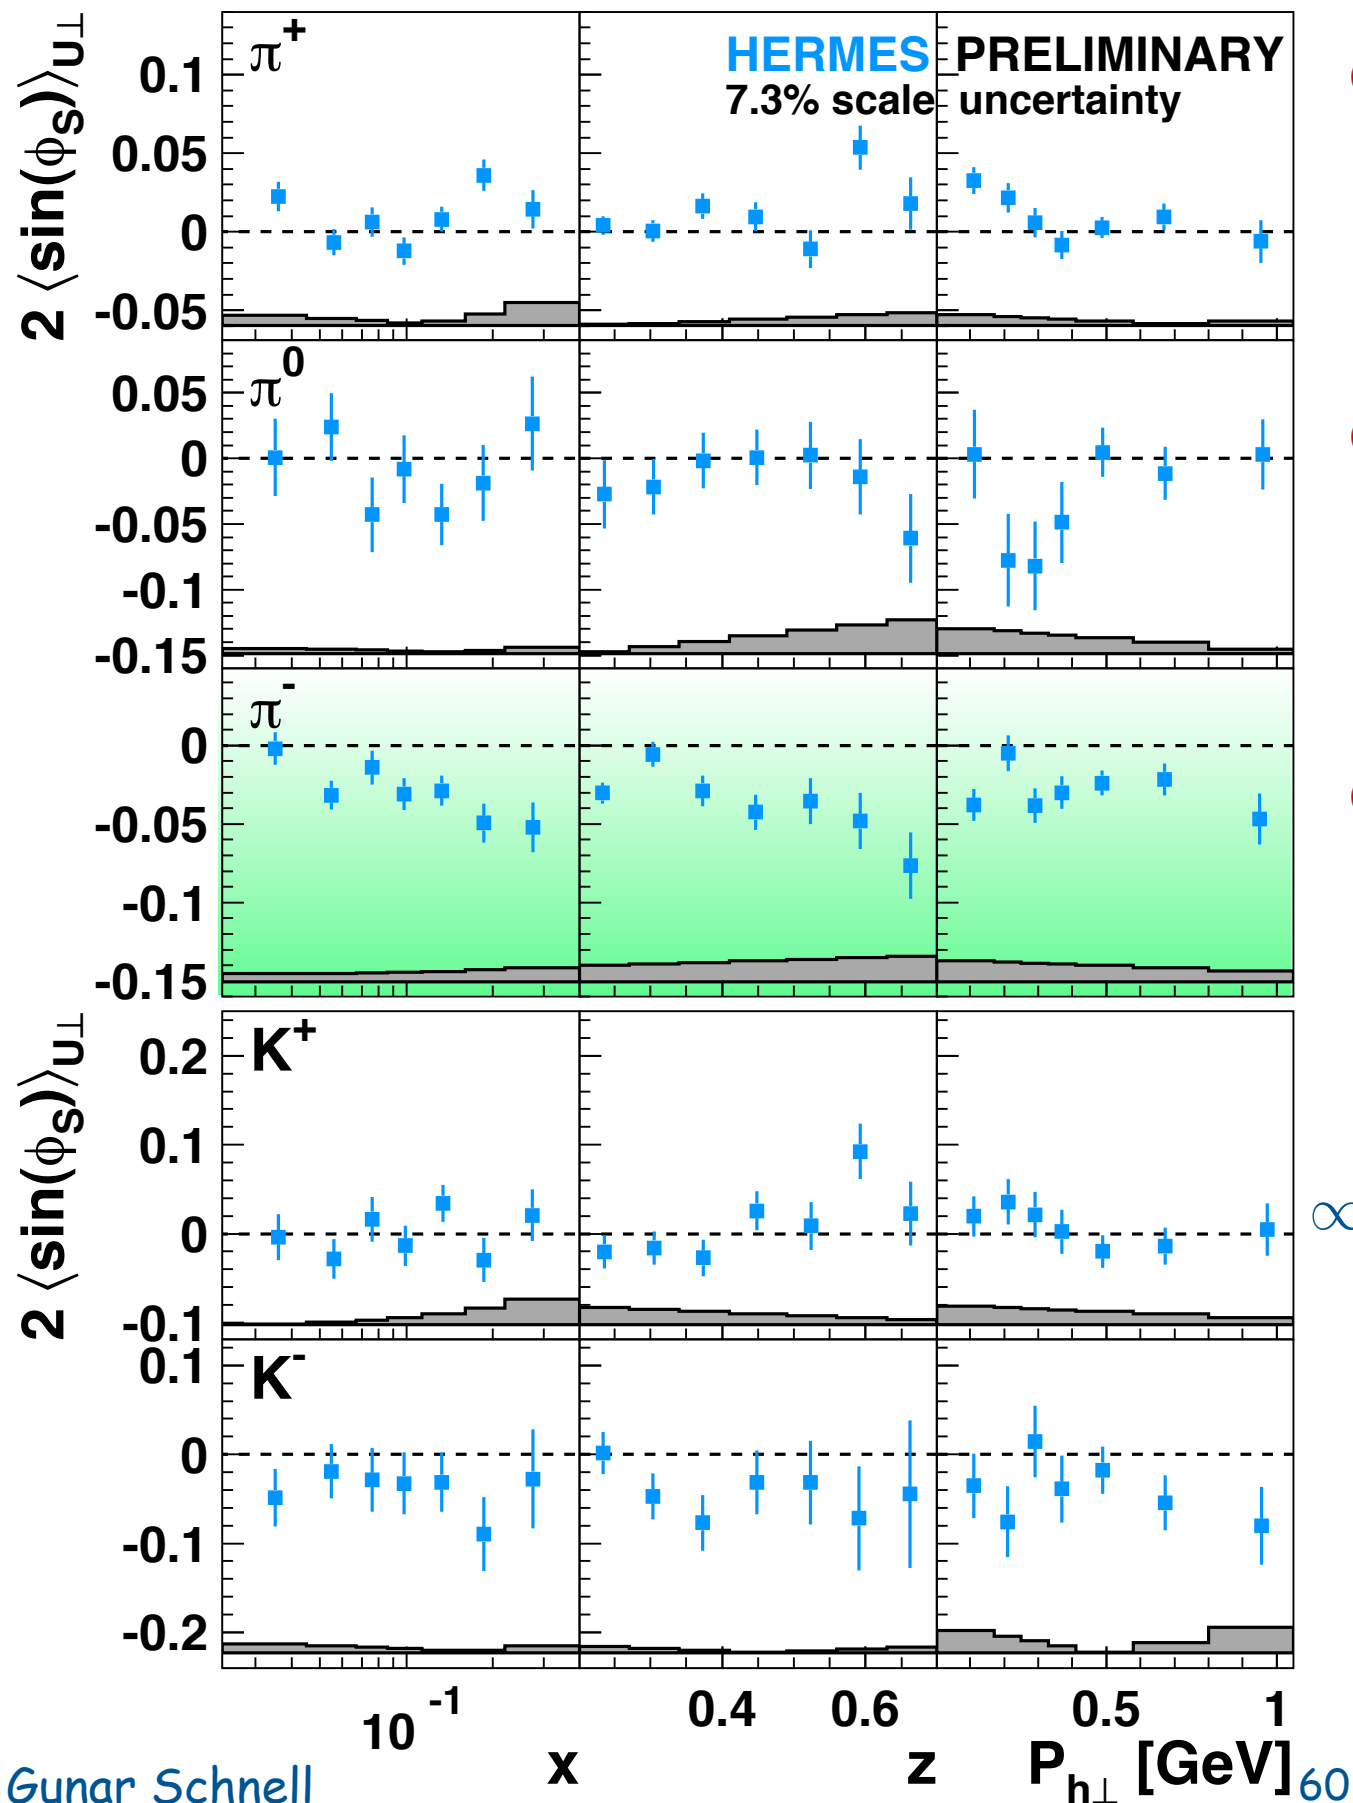 2 ⟨sin(ϕS)⟩U⊥
π+
HERMES PRELIMINARY
7.3% scale uncertainty
0.1
0.05
0
-0.05
π0
0.05
0
-0.05
-0.1
-0.15
π-
0
-0.05
-0.1
-0.15
2 ⟨sin(ϕS)⟩U⊥
K+
0.2
0.1
0
-0.1
∝
K-
0.1
0
-0.1
-0.2
10-1
0.4 0.6
0.5 1
x z Ph⊥ [GeV]
Gunar Schnell 60